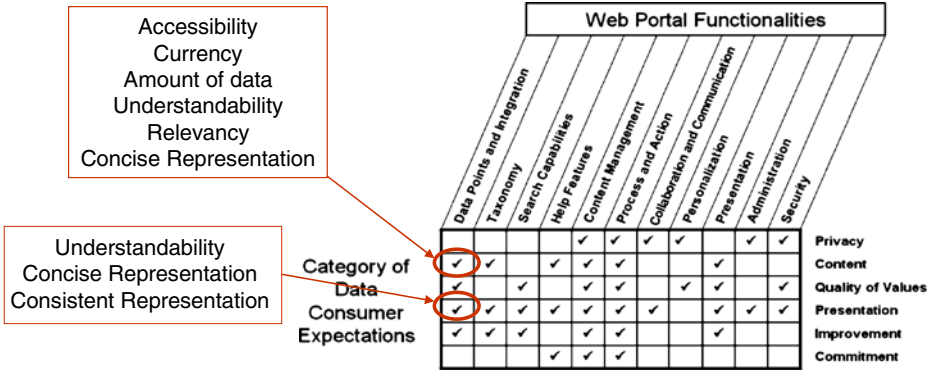 Accessibility
Currency
Amount of data
Understandability
Relevancy
Concise Representation
Understandability
Concise Representation
Consistent Representation
Web Portal Functionalities
Data Points and Integration
Taxonomy
Search Capabilities
Help Features
Content Management
Process and Action
Collaboration and Communication
Personalization
Presentation
Administration
Security
Category of
Data
Consumer
Expectations
✓ ✓ ✓ ✓ ✓ ✓ Privacy
✓ ✓ ✓ ✓ ✓ ✓ Content
✓ ✓ ✓ ✓ ✓ ✓ ✓ Quality of Values
✓ ✓ ✓ ✓ ✓ ✓ ✓ ✓ ✓ ✓ Presentation
✓ ✓ ✓ ✓ ✓ ✓ Improvement
✓ ✓ ✓ Commitment